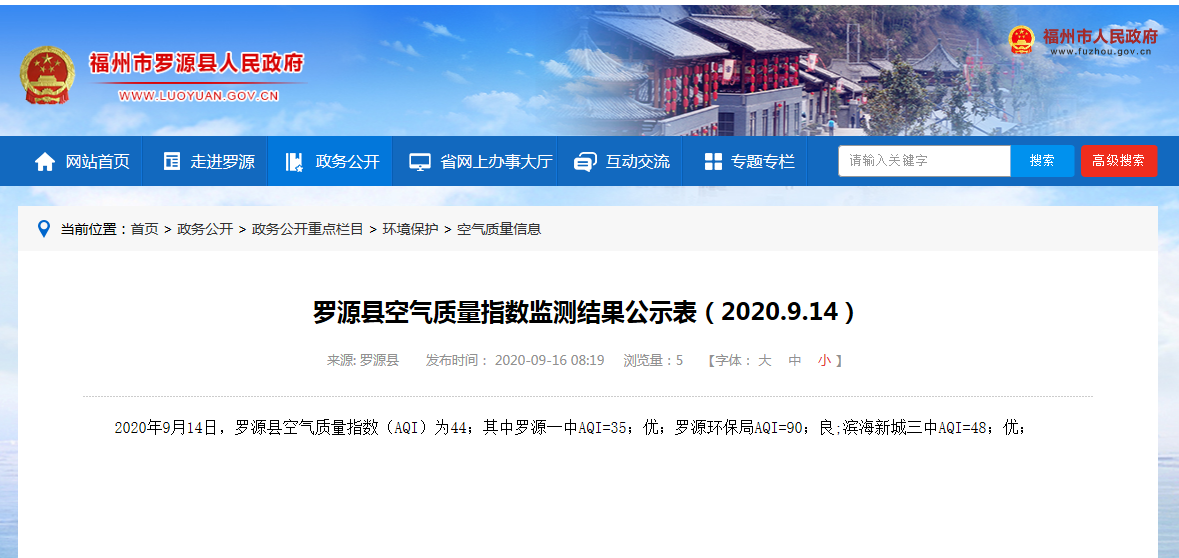 福州市罗源县人民政府
WWW.LUOYUAN.GOV.CN
福州市人民政府
www.fuzhou.gov.cn
网站首页 走进罗源 政务公开 省网上办事大厅 互动交流 专题专栏 请输入关键字 搜索 高级搜索
当前位置：首页 > 政务公开 > 政务公开重点栏目 > 环境保护 > 空气质量信息
罗源县空气质量指数监测结果公示表（2020.9.14）
来源: 罗源县 发布时间： 2020-09-16 08:19 浏览量：5 【字体： 大 中 小 】
2020年9月14日，罗源县空气质量指数（AQI）为44；其中罗源一中AQI=35；优；罗源环保局AQI=90；良;滨海新城三中AQI=48；优；